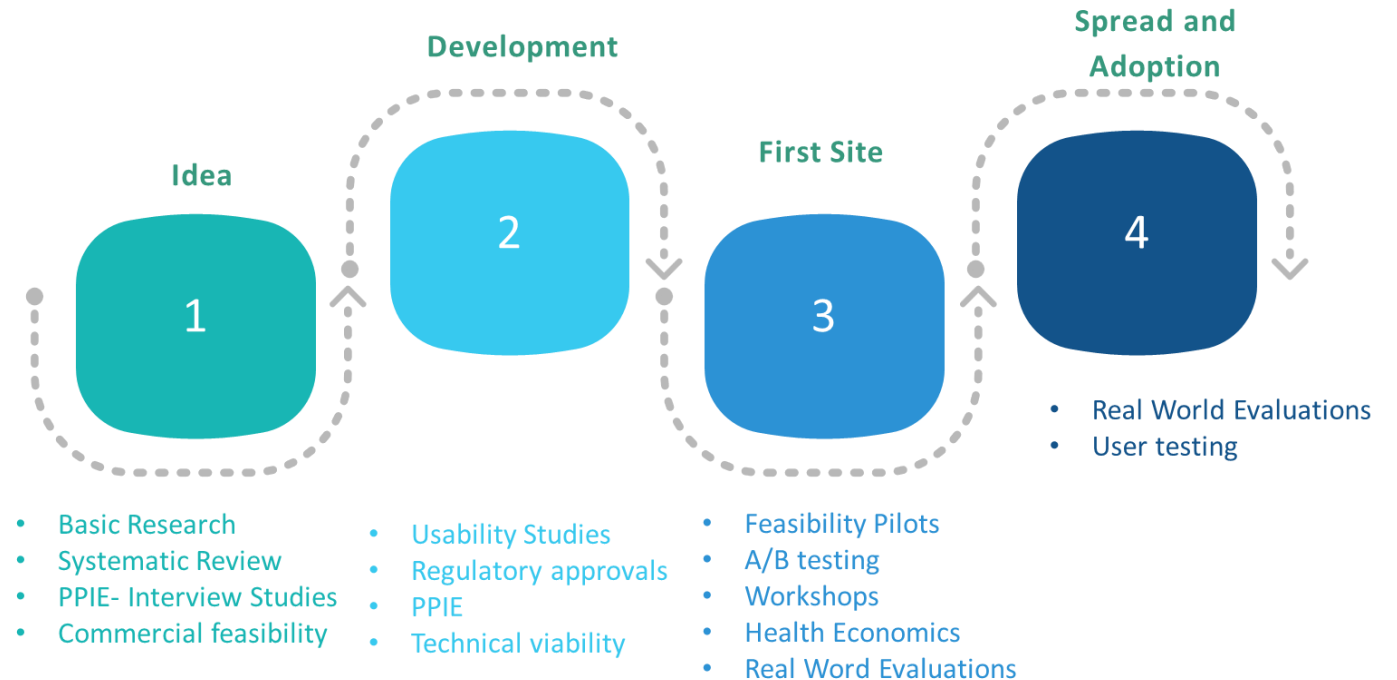 Idea
1
• Basic Research
• Systematic Review
• PPIE- Interview Studies
• Commercial feasibility
Development
2
• Usability Studies
• Regulatory approvals
• PPIE
• Technical viability
First Site
3
• Feasibility Pilots
• A/B testing
• Workshops
• Health Economics
• Real Word Evaluations
Spread and
Adoption
4
• Real World Evaluations
• User testing